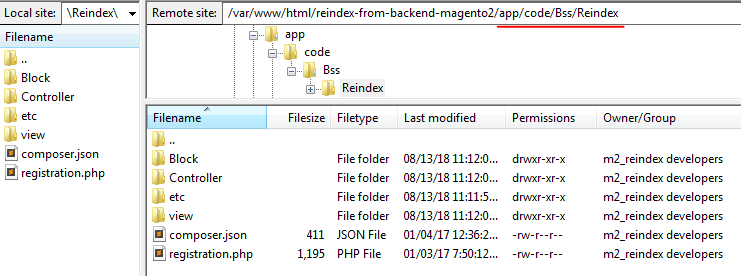 Local site: \Reindex\
Filename
..
Block
Controller
etc
view
composer.json
registration.php
Remote site: /var/www/html/reindex-from-backend-magento2/app/code/Bss/Reindex
app
code
Bss
Reindex
Filename Filesize Filetype Last modified Permissions Owner/Group
..
Block File folder 08/13/18 11:12:0... drwxr-xr-x m2_reindex developers
Controller File folder 08/13/18 11:12:0... drwxr-xr-x m2_reindex developers
etc File folder 08/13/18 11:11:5... drwxr-xr-x m2_reindex developers
view File folder 08/13/18 11:12:0... drwxr-xr-x m2_reindex developers
composer.json 411 JSON File 01/04/17 12:36:2... -rw-r--r-- m2_reindex developers
registration.php 1,195 PHP File 01/03/17 7:50:12... -rw-r--r-- m2_reindex developers